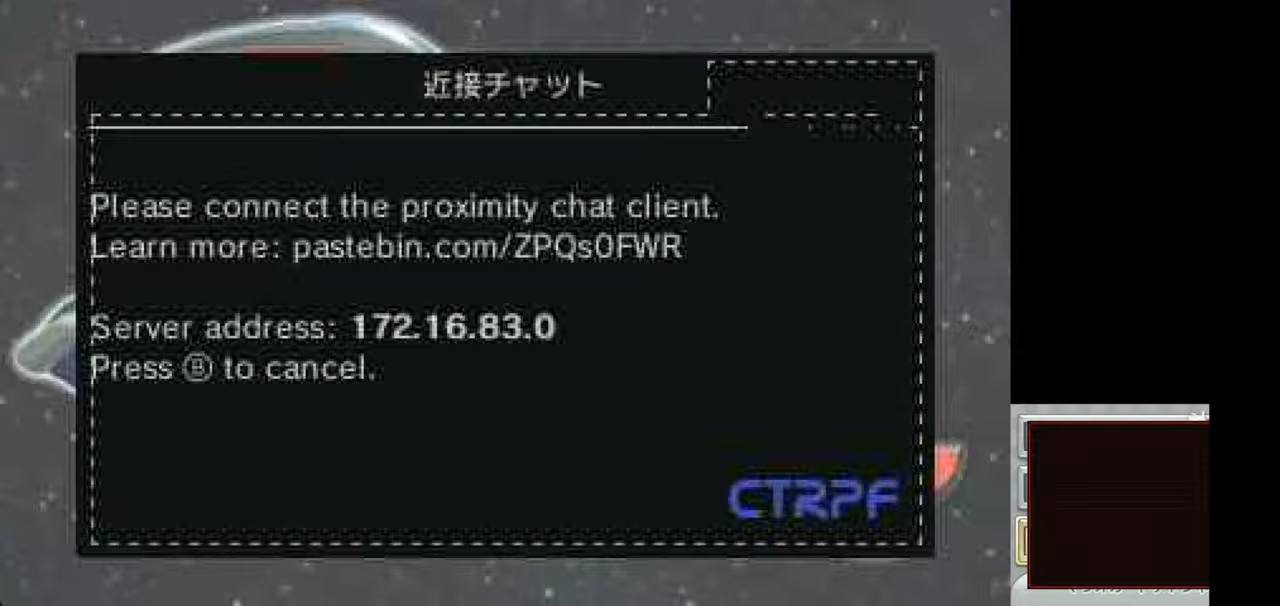 近接チャット
Please connect the proximity chat client.
Learn more: pastebin.com/ZPQs0FWR
Server address: 172.16.83.0
Press Ⓑ to cancel.
CTRPF